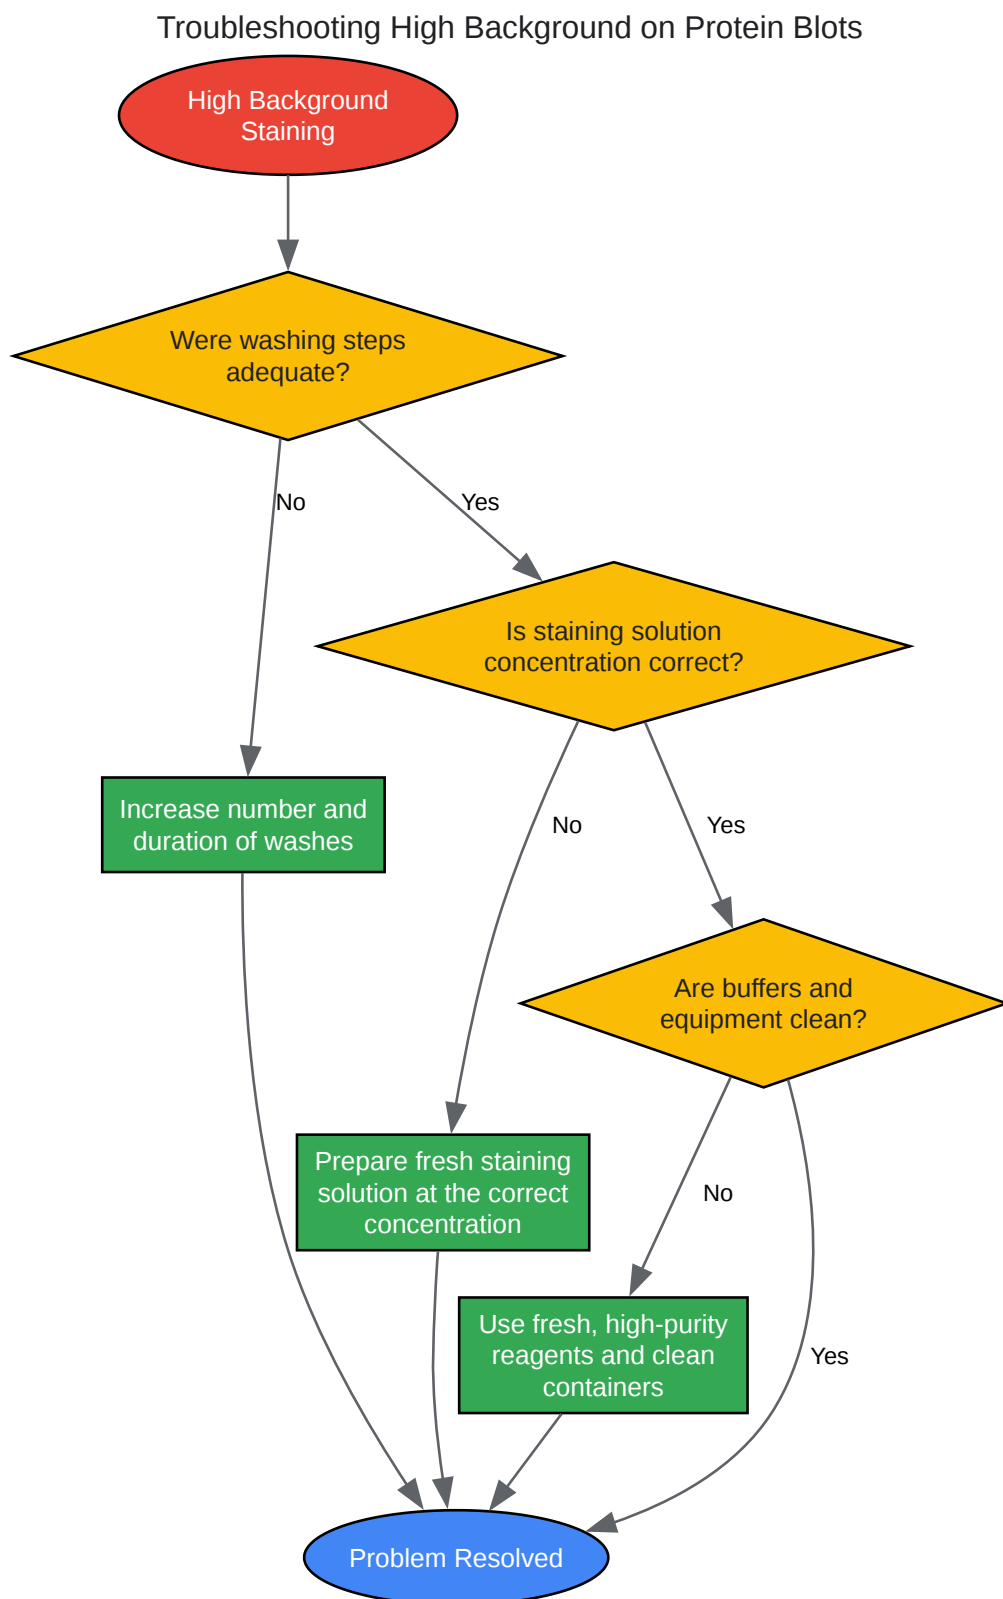 Troubleshooting High Background on Protein Blots
High Background
Staining
Were washing steps
adequate?
No
Yes
Is staining solution
concentration correct?
Increase number and
duration of washes
No
Yes
Are buffers and
equipment clean?
Prepare fresh staining
solution at the correct
concentration
No
Use fresh, high-purity
reagents and clean
containers
Yes
Problem Resolved